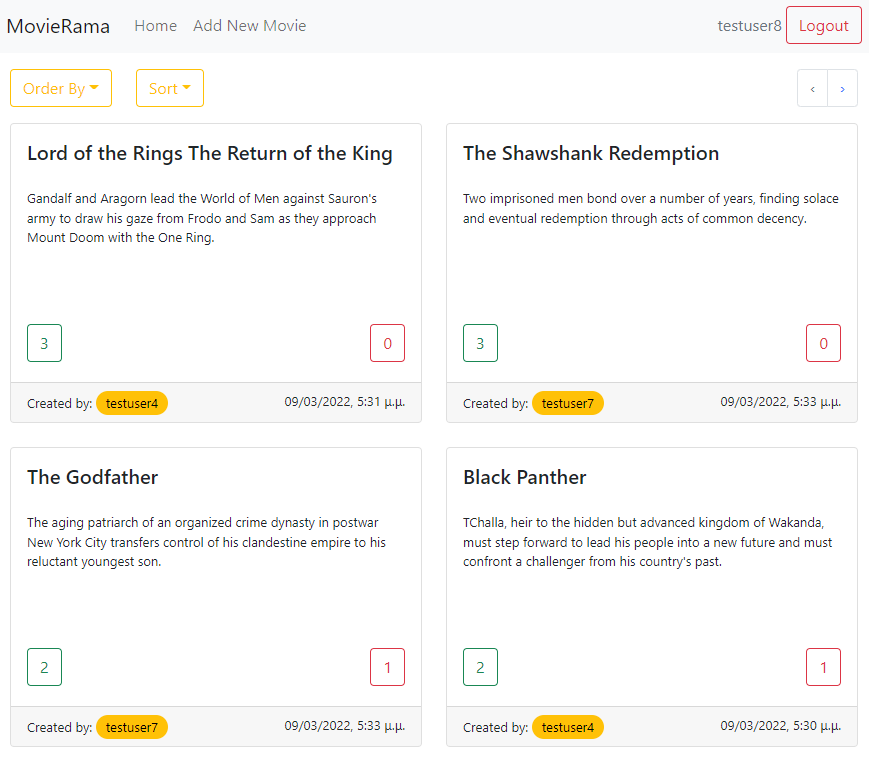 MovieRama Home Add New Movie testuser8 Logout
Order By Sort ‹ ›
Lord of the Rings The Return of the King
Gandalf and Aragorn lead the World of Men against Sauron's
army to draw his gaze from Frodo and Sam as they approach
Mount Doom with the One Ring.
3 0
Created by: testuser4 09/03/2022, 5:31 μ.μ.
The Shawshank Redemption
Two imprisoned men bond over a number of years, finding solace
and eventual redemption through acts of common decency.
3 0
Created by: testuser7 09/03/2022, 5:33 μ.μ.
The Godfather
The aging patriarch of an organized crime dynasty in postwar
New York City transfers control of his clandestine empire to his
reluctant youngest son.
2 1
Created by: testuser7 09/03/2022, 5:33 μ.μ.
Black Panther
TChalla, heir to the hidden but advanced kingdom of Wakanda,
must step forward to lead his people into a new future and must
confront a challenger from his country's past.
2 1
Created by: testuser4 09/03/2022, 5:30 μ.μ.